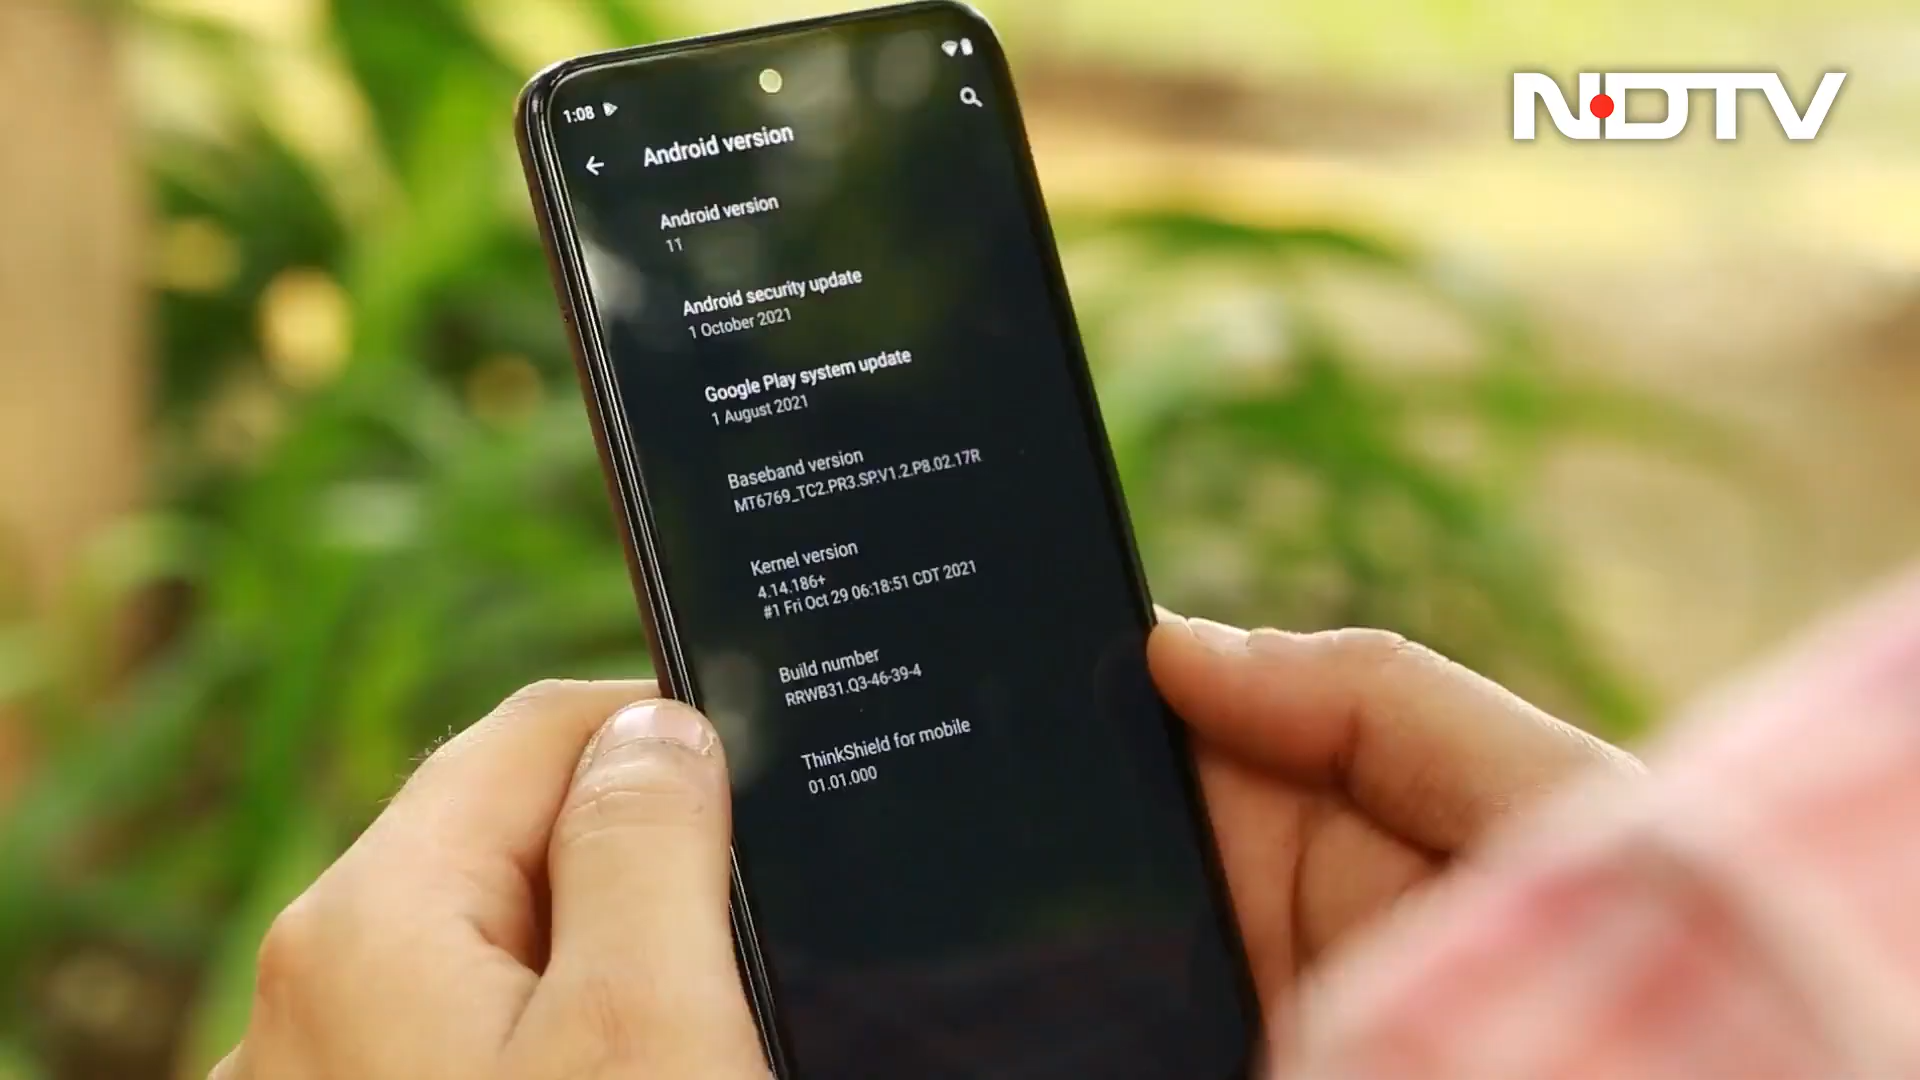 NDTV
1:08
Android version
Android version
11
Android security update
1 October 2021
Google Play system update
1 August 2021
Baseband version
MT6769_TC2.PR3.SP.V1.2.P8.02.17R
Kernel version
4.14.186+
#1 Fri Oct 29 06:18:51 CDT 2021
Build number
RRWB31.Q3-46-39-4
ThinkShield for mobile
01.01.000